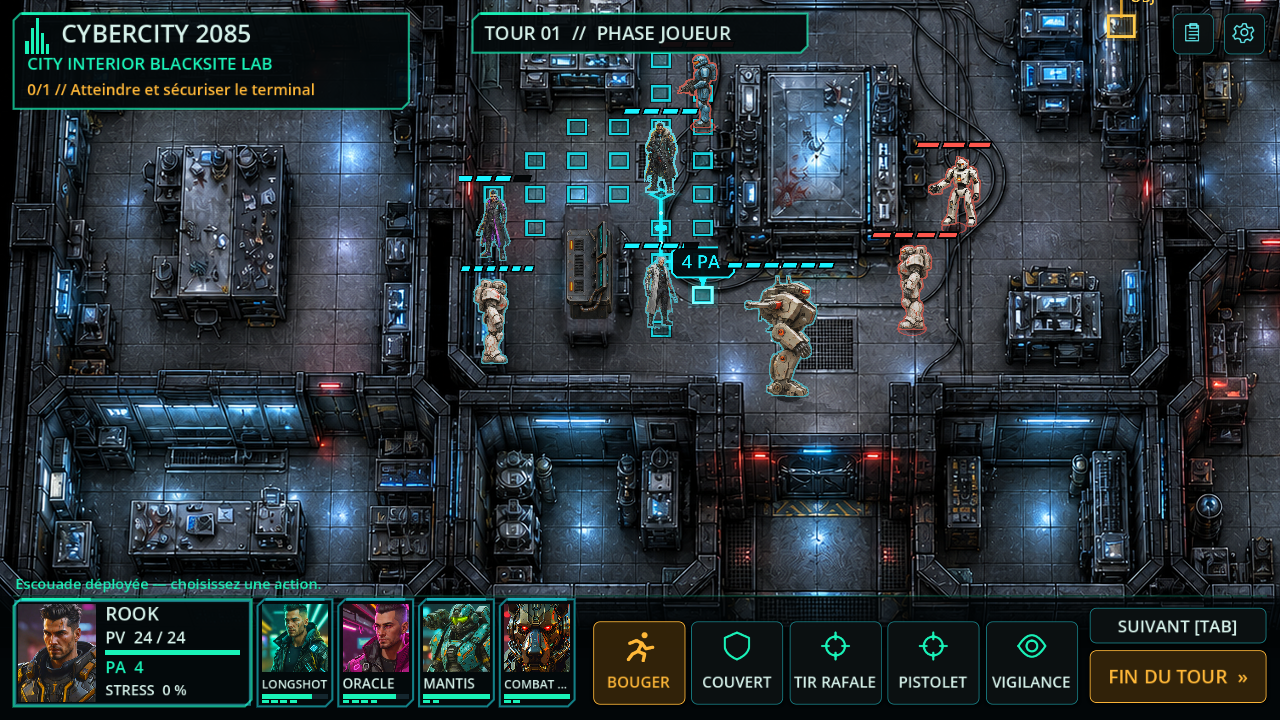 CYBERCITY 2085
CITY INTERIOR BLACKSITE LAB
0/1 // Atteindre et sécuriser le terminal
TOUR 01 // PHASE JOUEUR
4 PA
Escouade déployée — choisissez une action.
ROOK
PV 24 / 24
PA 4
STRESS 0 %
LONGSHOT
ORACLE
MANTIS
COMBAT ...
BOUGER
COUVERT
TIR RAFALE
PISTOLET
VIGILANCE
SUIVANT [TAB]
FIN DU TOUR »